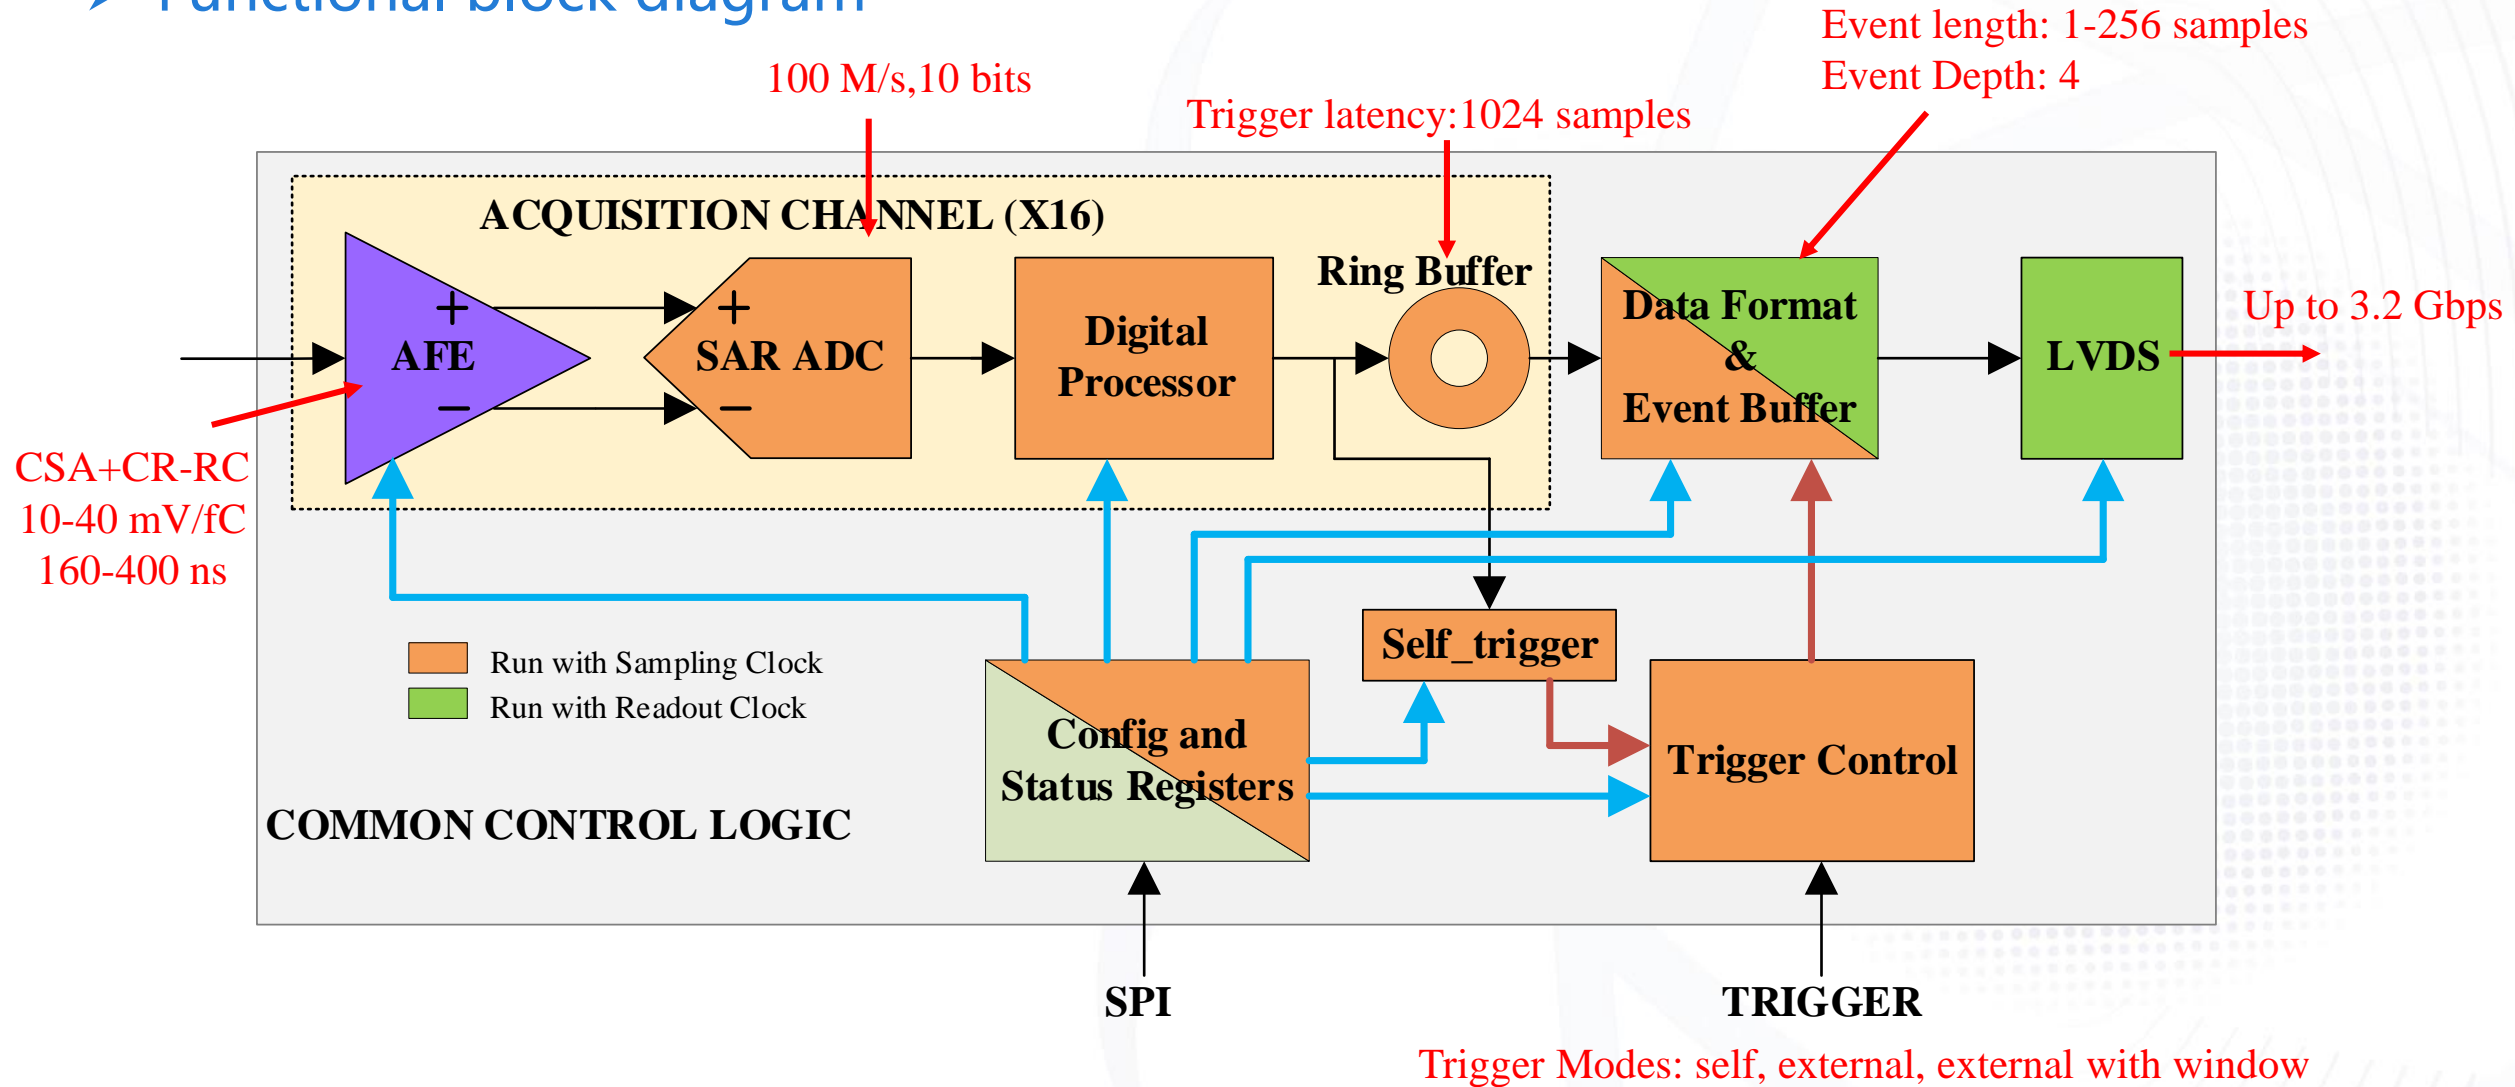 Functional block diagram
Event length: 1-256 samples
Event Depth: 4
100 M/s,10 bits
Trigger latency:1024 samples
ACQUISITION CHANNEL (X16)
Ring Buffer
+
AFE
−
+
SAR ADC
−
Digital
Processor
Data Format
&
Event Buffer
LVDS
Up to 3.2 Gbps
CSA+CR-RC
10-40 mV/fC
160-400 ns
Run with Sampling Clock
Run with Readout Clock
Self_trigger
Config and
Status Registers
Trigger Control
COMMON CONTROL LOGIC
SPI
TRIGGER
Trigger Modes: self, external, external with window